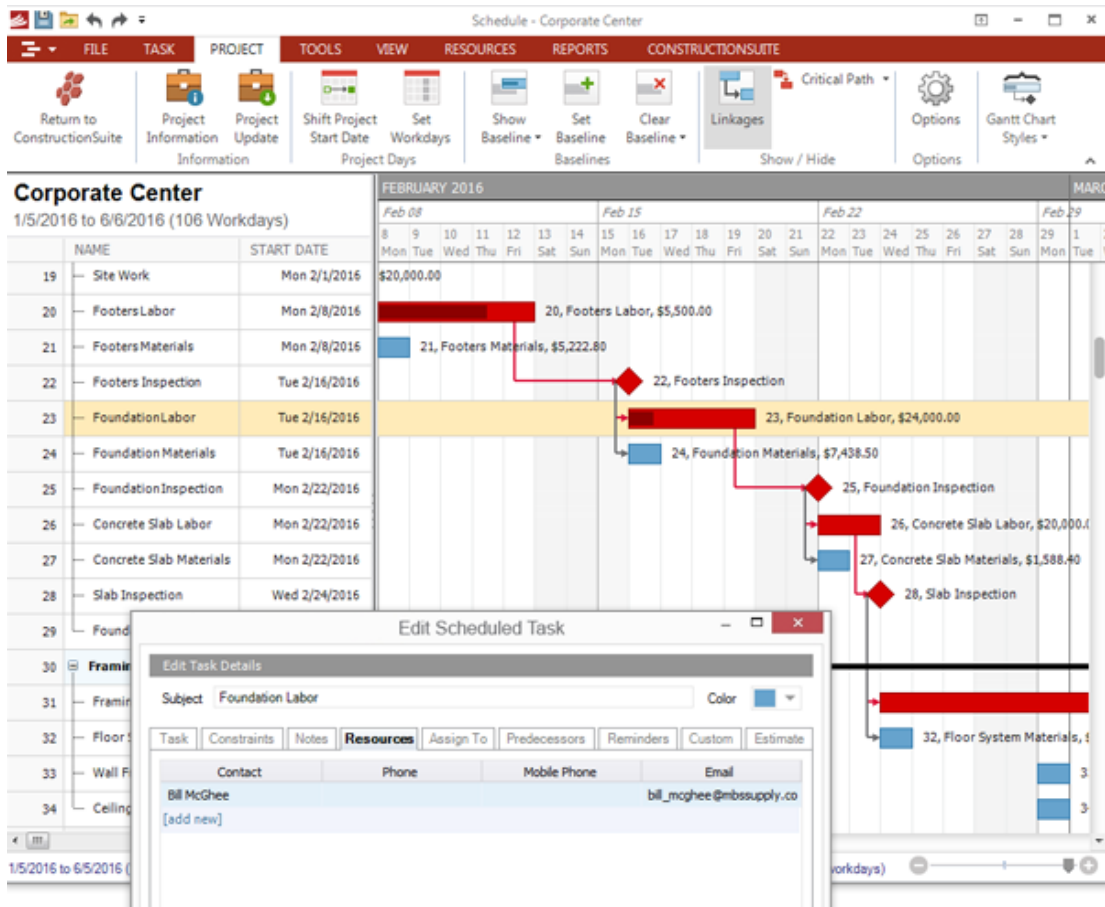 Schedule - Corporate Center
FILE TASK PROJECT TOOLS VIEW RESOURCES REPORTS CONSTRUCTIONSUITE
Return to ConstructionSuite
Project Information
Project Update
Shift Project Start Date
Set Workdays
Show Baseline
Set Baseline
Clear Baseline
Linkages
Critical Path
Options
Gantt Chart Styles
Information Project Days Baselines Show / Hide Options
Corporate Center
1/5/2016 to 6/6/2016 (106 Workdays)
FEBRUARY 2016
Feb 08 Feb 15 Feb 22 Feb 29
8 9 10 11 12 13 14 15 16 17 18 19 20 21 22 23 24 25 26 27 28 29 1
Mon Tue Wed Thu Fri Sat Sun Mon Tue Wed Thu Fri Sat Sun Mon Tue Wed Thu Fri Sat Sun Mon Tue
NAME START DATE
19 Site Work Mon 2/1/2016 $20,000.00
20 Footers Labor Mon 2/8/2016 20, Footers Labor, $5,500.00
21 Footers Materials Mon 2/8/2016 21, Footers Materials, $5,222.80
22 Footers Inspection Tue 2/16/2016 22, Footers Inspection
23 Foundation Labor Tue 2/16/2016 23, Foundation Labor, $24,000.00
24 Foundation Materials Tue 2/16/2016 24, Foundation Materials, $7,438.50
25 Foundation Inspection Mon 2/22/2016 25, Foundation Inspection
26 Concrete Slab Labor Mon 2/22/2016 26, Concrete Slab Labor,
27 Concrete Slab Materials Mon 2/22/2016 27, Concrete Slab Materials, $1,588.40
28 Slab Inspection Wed 2/24/2016 28, Slab Inspection
29
30
31
32 Floor 32, Floor System Materials,
33 Wall
34
Edit Scheduled Task
Edit Task Details
Subject Foundation Labor Color
Task Constraints Notes Resources Assign To Predecessors Reminders Custom Estimate
Contact Phone Mobile Phone Email
Bill McGhee bill_mcghee@mbssupply.co
[add new]
1/5/2016 to 6/5/2016 workdays)